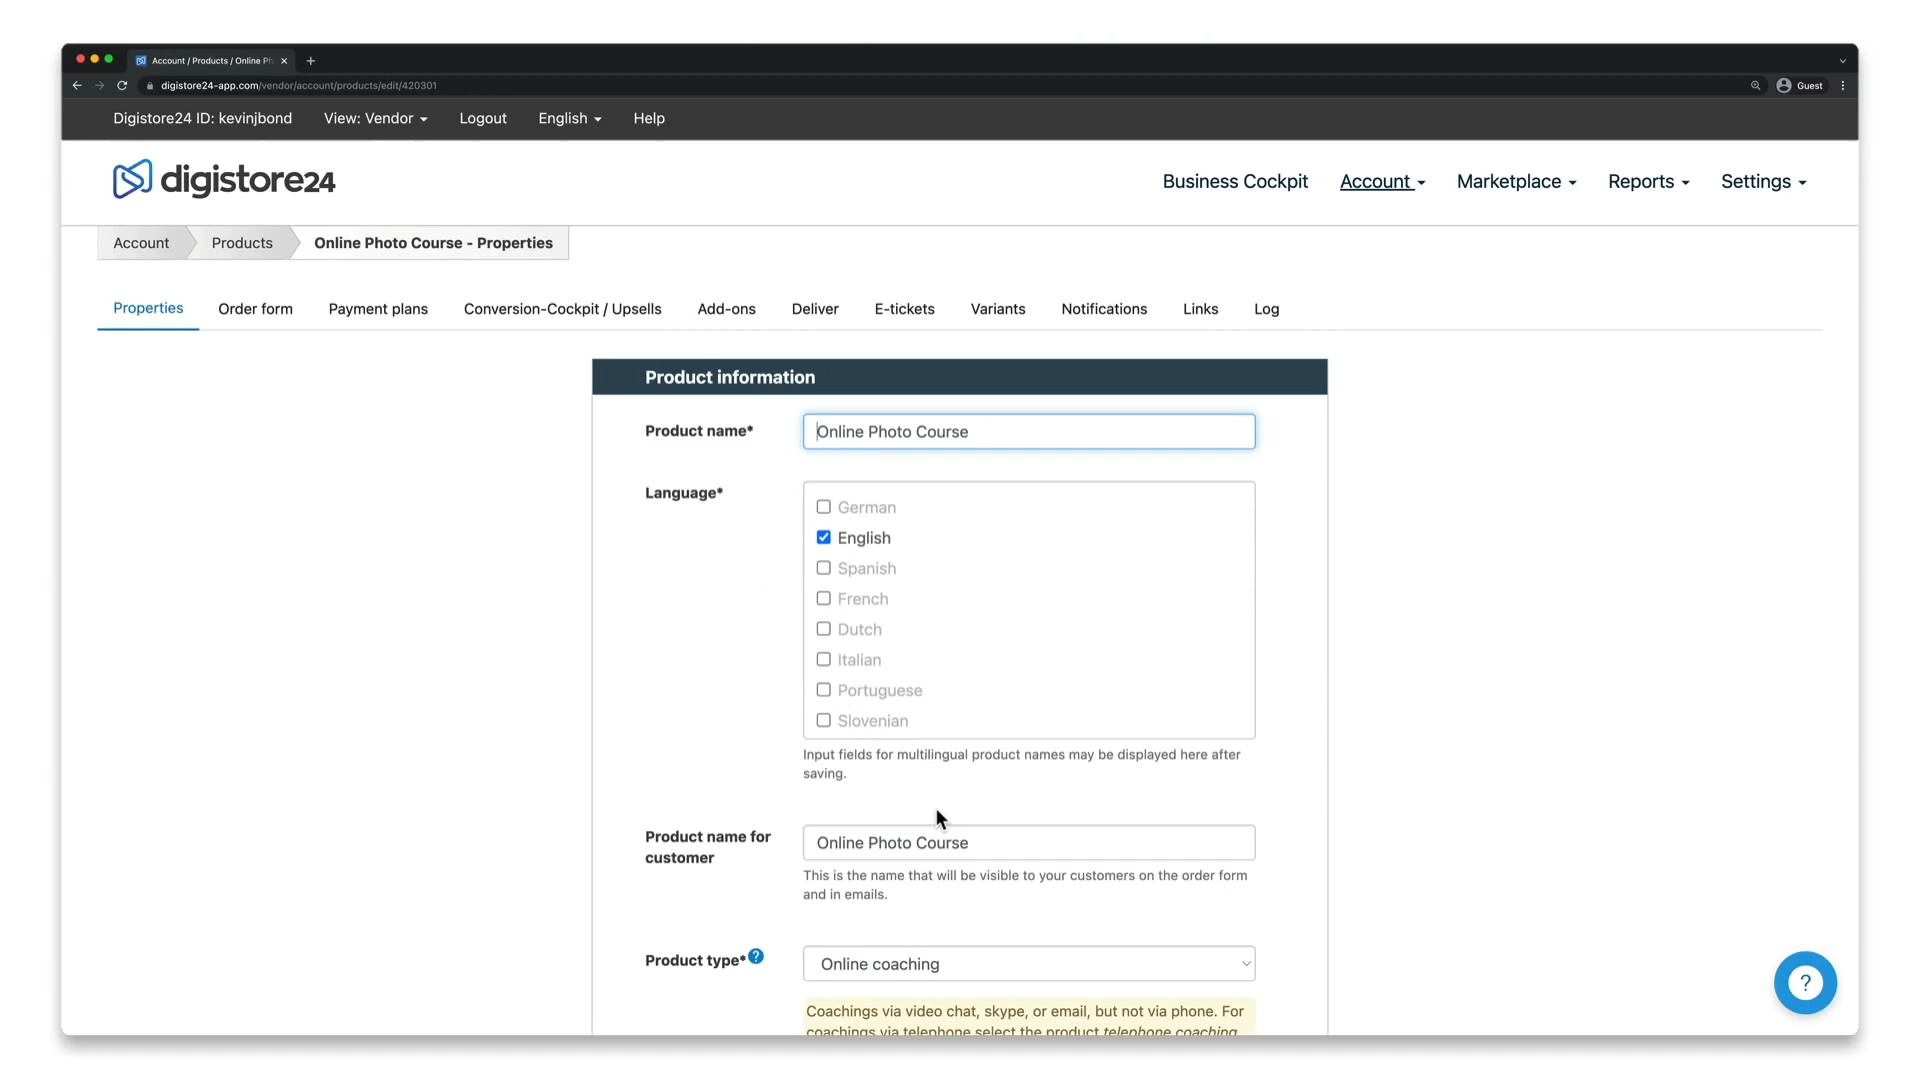 Account / Products / Online Ph
digistore24-app.com/vendor/account/products/edit/420301
Guest
Digistore24 ID: kevinjbond View: Vendor Logout English Help
digistore24
Business Cockpit Account Marketplace Reports Settings
Account Products Online Photo Course - Properties
Properties Order form Payment plans Conversion-Cockpit / Upsells Add-ons Deliver E-tickets Variants Notifications Links Log
Product information
Product name* Online Photo Course
Language*
German
English
Spanish
French
Dutch
Italian
Portuguese
Slovenian
Input fields for multilingual product names may be displayed here after
saving.
Product name for
customer
Online Photo Course
This is the name that will be visible to your customers on the order form
and in emails.
Product type* ?
Online coaching
?
Coachings via video chat, skype, or email, but not via phone. For
coachings via telephone select the product telephone coaching